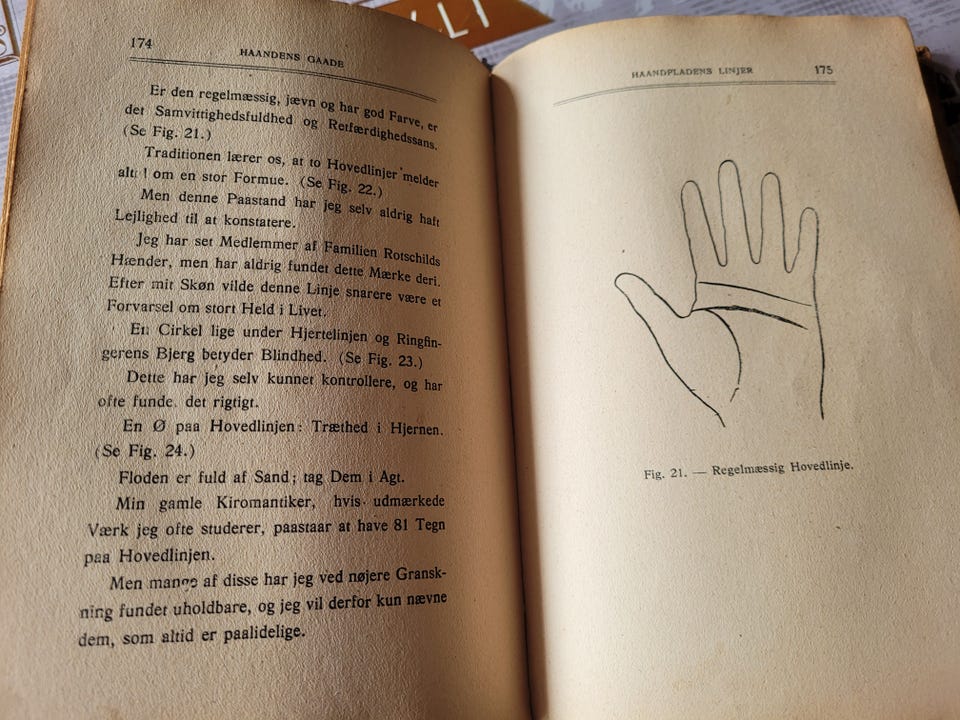 LLI
174
HAANDENS GAADE
Er den regelmæssig, jævn og har god Farve, er
det Samvittighedsfuldhed og Retfærdighedssans.
(Se Fig. 21.)
Traditionen lærer os, at to Hovedlinjer melder
om en stor Formue. (Se Fig. 22.)
Men denne Paastand har jeg selv aldrig haft
Lejlighed til at konstatere.
Jeg har set Medlemmer af Familien Rotschilds
Hænder, men har aldrig fundet dette Mærke deri.
Efter mit Skøn vilde denne Linje snarere være et
Forvarsel om stort Held i Livet.
En Cirkel lige under Hjertelinjen og Ringfin-
gerens Bjerg betyder Blindhed. (Se Fig. 23.)
Dette har jeg selv kunnet kontrollere, og har
ofte funde. det rigtigt.
En Ø paa Hovedlinjen: Træthed i Hjernen.
(Se Fig. 24.)
Floden er fuld af Sand; tag Dem i Agt.
Min gamle Kiromantiker, hvis udmærkede
Værk jeg ofte studerer, paastaar at have 81 Tegn
paa Hovedlinjen.
Men mange af disse har jeg ved nøjere Gransk-
ning fundet uholdbare, og jeg vil derfor kun nævne
dem, som altid er paalidelige.
HAANDFLADENS LINJER
175
Fig. 21. — Regelmæssig Hovedlinje.